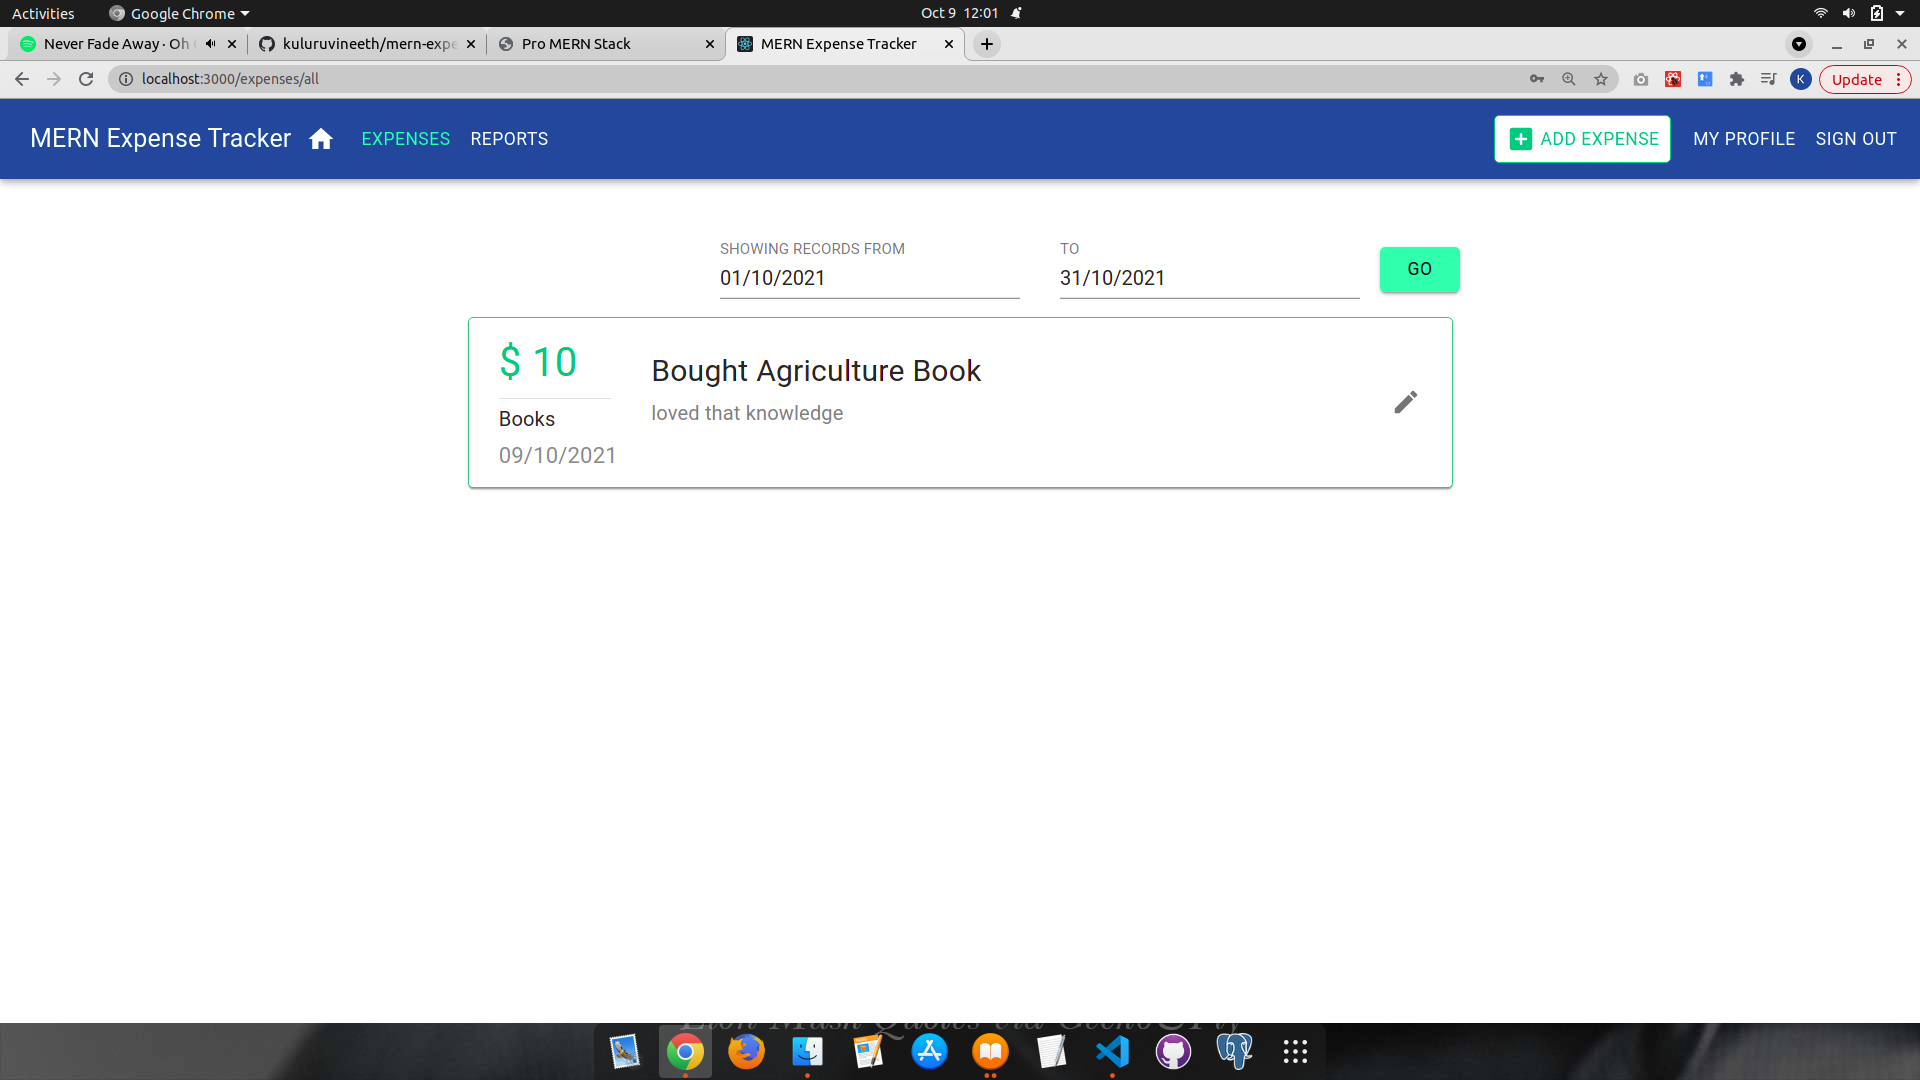 Activities Google Chrome Oct 9 12:01
Never Fade Away · Oh kuluruvineeth/mern-expe Pro MERN Stack MERN Expense Tracker
localhost:3000/expenses/all K Update
MERN Expense Tracker EXPENSES REPORTS ADD EXPENSE MY PROFILE SIGN OUT
SHOWING RECORDS FROM TO
01/10/2021 31/10/2021 GO
$ 10
Bought Agriculture Book
loved that knowledge
Books
09/10/2021